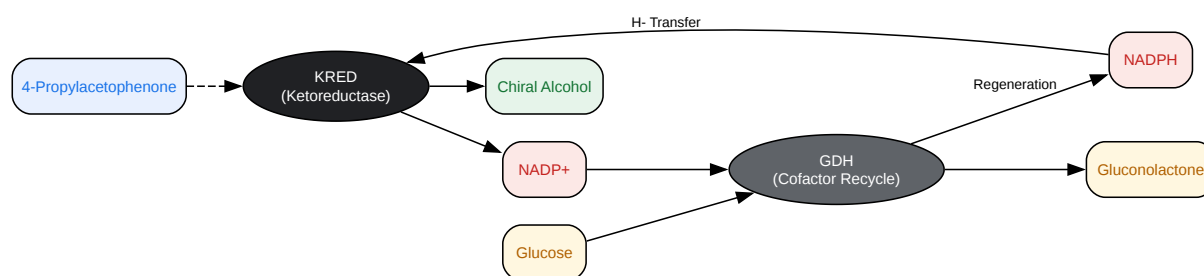 H- Transfer
4-Propylacetophenone
KRED
(Ketoreductase)
Chiral Alcohol
NADPH
Regeneration
NADP+
GDH
(Cofactor Recycle)
Gluconolactone
Glucose